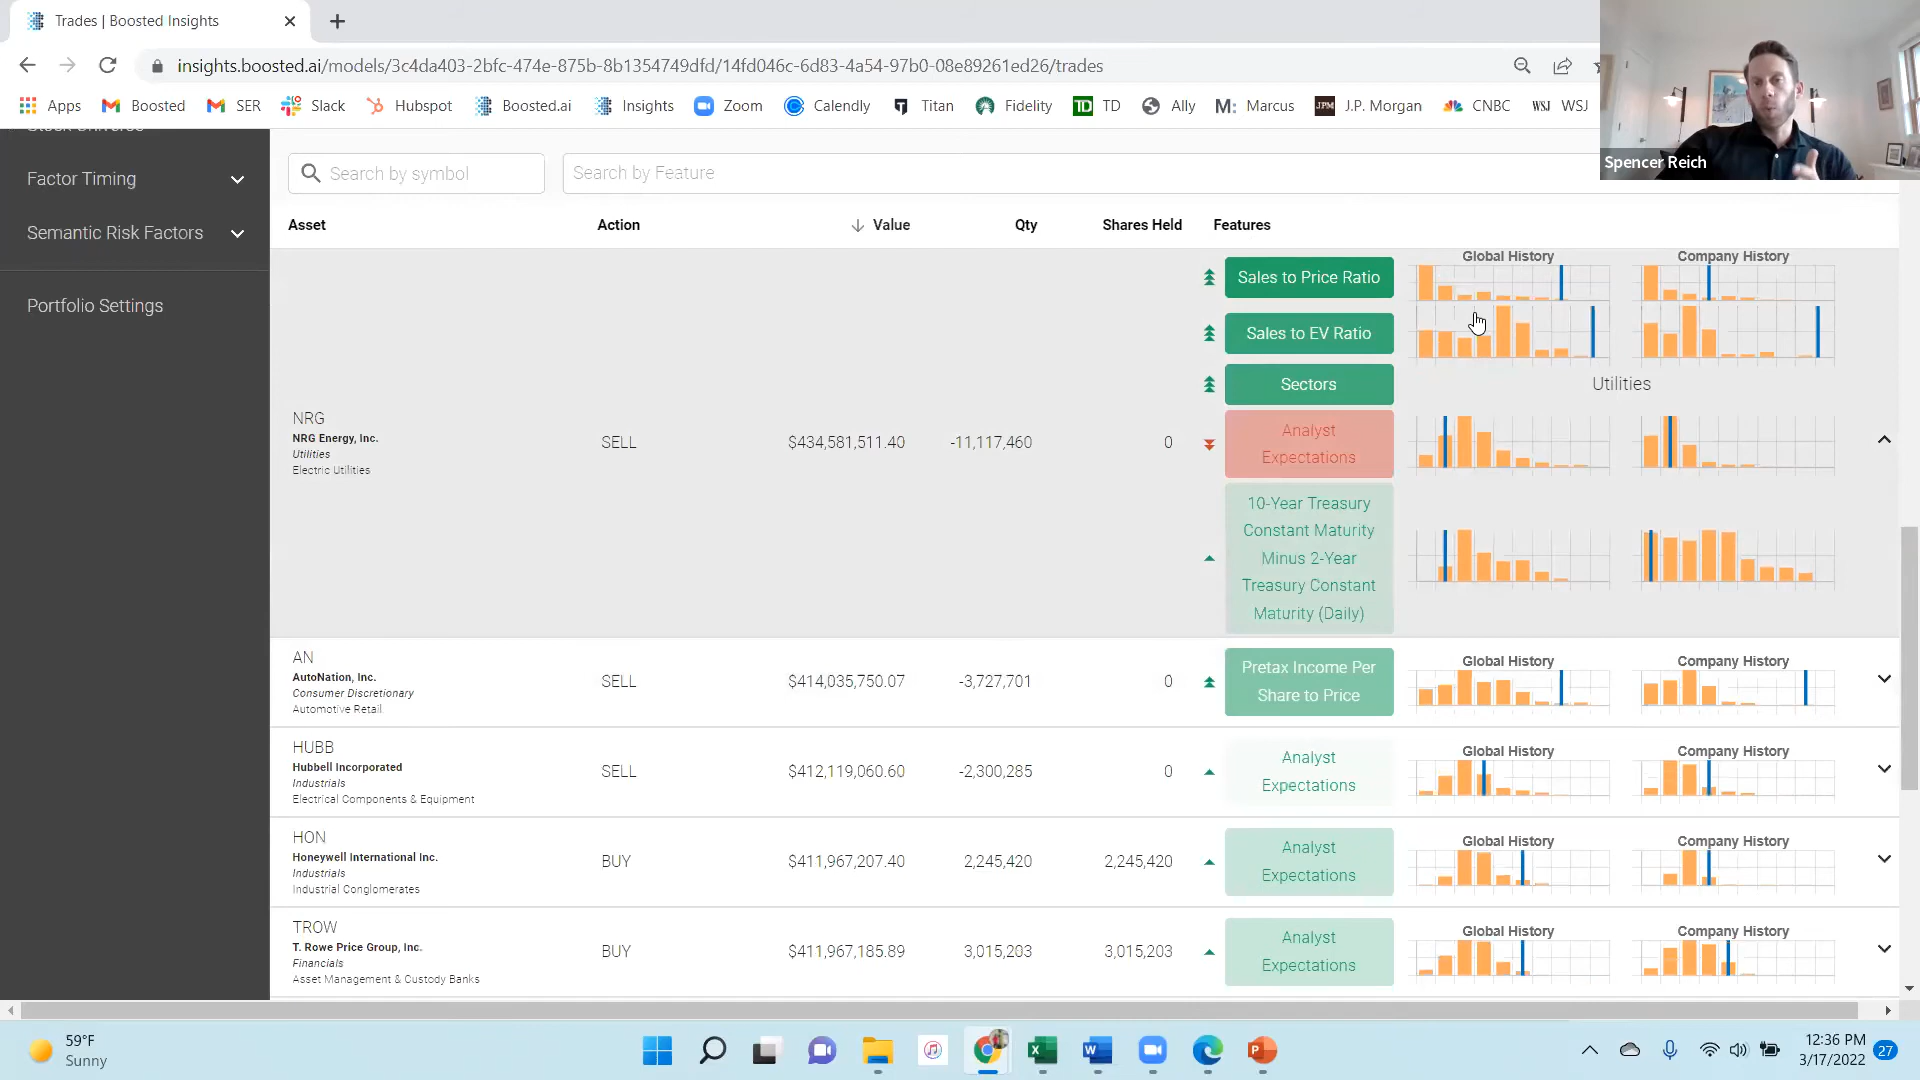 Trades | Boosted Insights
insights.boosted.ai/models/3c4da403-2bfc-474e-875b-8b1354749dfd/14fd046c-6d83-4a54-97b0-08e89261ed26/trades
Apps Boosted SER Slack Hubspot Boosted.ai Insights Zoom Calendly Titan Fidelity TD TD Ally M: Marcus JPM J.P. Morgan CNBC WSJ WSJ
Spencer Reich
Factor Timing
Semantic Risk Factors
Portfolio Settings
Search by symbol Search by Feature
Asset Action Value Qty Shares Held Features
Global History Company History
Sales to Price Ratio
Sales to EV Ratio
Sectors Utilities
NRG
NRG Energy, Inc.
Utilities
Electric Utilities
SELL $434,581,511.40 -11,117,460 0
Analyst
Expectations
10-Year Treasury
Constant Maturity
Minus 2-Year
Treasury Constant
Maturity (Daily)
AN
AutoNation, Inc.
Consumer Discretionary
Automotive Retail
SELL $414,035,750.07 -3,727,701 0
Pretax Income Per
Share to Price
Global History Company History
HUBB
Hubbell Incorporated
Industrials
Electrical Components & Equipment
SELL $412,119,060.60 -2,300,285 0
Analyst
Expectations
Global History Company History
HON
Honeywell International Inc.
Industrials
Industrial Conglomerates
BUY $411,967,207.40 2,245,420 2,245,420
Analyst
Expectations
Global History Company History
TROW
T. Rowe Price Group, Inc.
Financials
Asset Management & Custody Banks
BUY $411,967,185.89 3,015,203 3,015,203
Analyst
Expectations
Global History Company History
59°F
Sunny
12:36 PM
3/17/2022
27